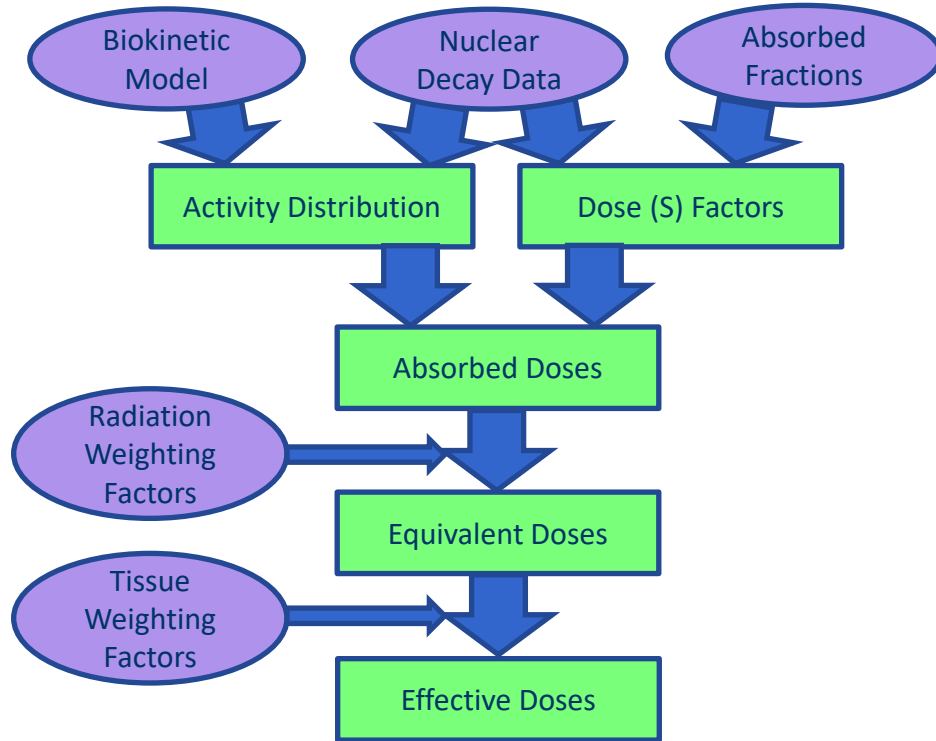 Biokinetic
Model
Nuclear
Decay Data
Absorbed
Fractions
Activity Distribution
Dose (S) Factors
Absorbed Doses
Radiation
Weighting
Factors
Equivalent Doses
Tissue
Weighting
Factors
Effective Doses